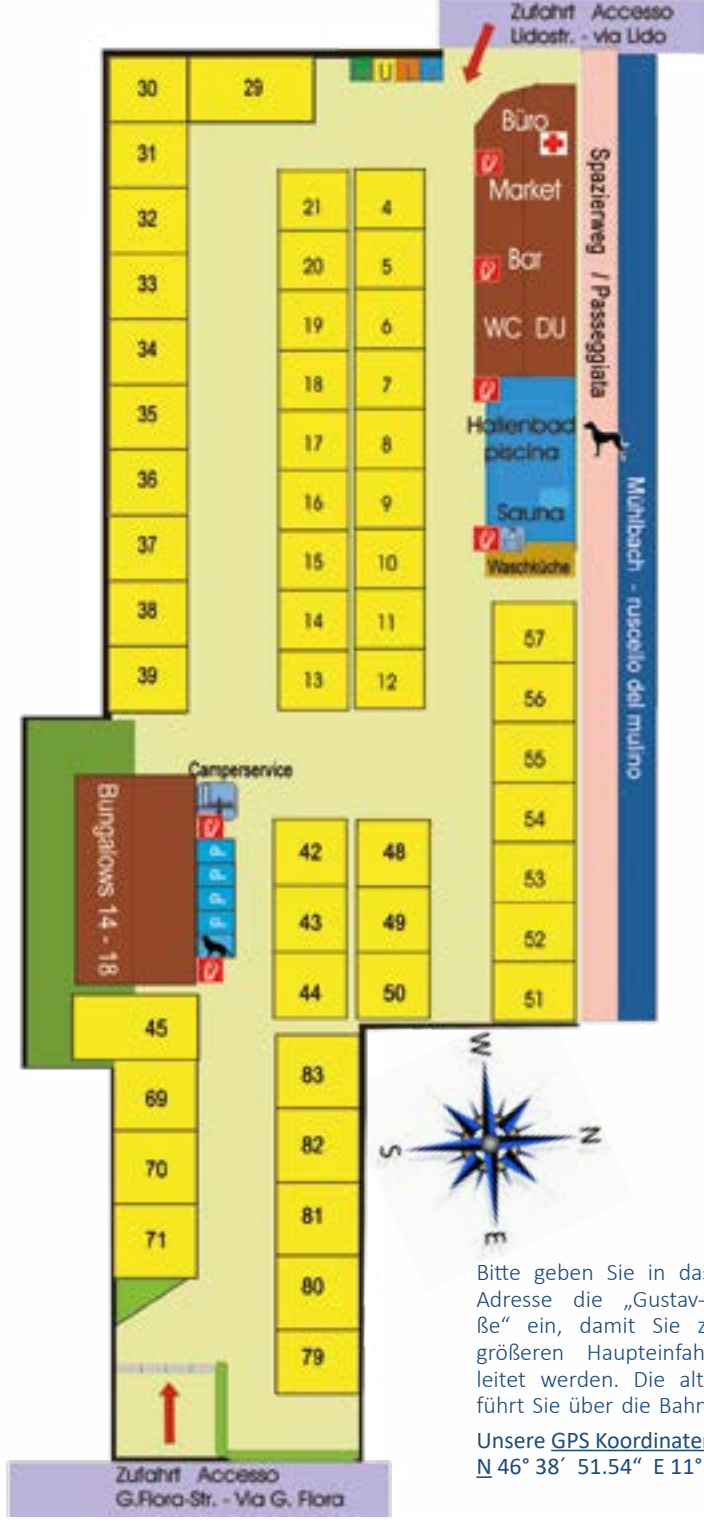 Zufahrt Accesso
Lidostr. - via Lido
30
29
U L
31
32
33
34
35
36
37
38
39
21 4
20 5
19 6
18 7
17 8
16 9
15 10
14 11
13 12
Büro
Market
Bar
WC DU
Hallenbad
piscina
Sauna
Waschküche
Spazierweg / Passeggiata
Mühlbach - ruscello del mulino
57
56
55
54
53
52
51
Camperservice
P
P
P
P
Bungalows 14 - 18
42 48
43 49
44 50
45
69
70
71
83
82
81
80
79
W
N
S
E
Bitte geben Sie in
Adresse die „Gustav-
ße“ ein, damit Sie
größeren
leitet werden. Die
führt Sie über die
Unsere GPS Koordinaten
N 46° 38´ 51.54“ E 11°
Zufahrt Accesso
G.Flora-Str. - Via G. Flora